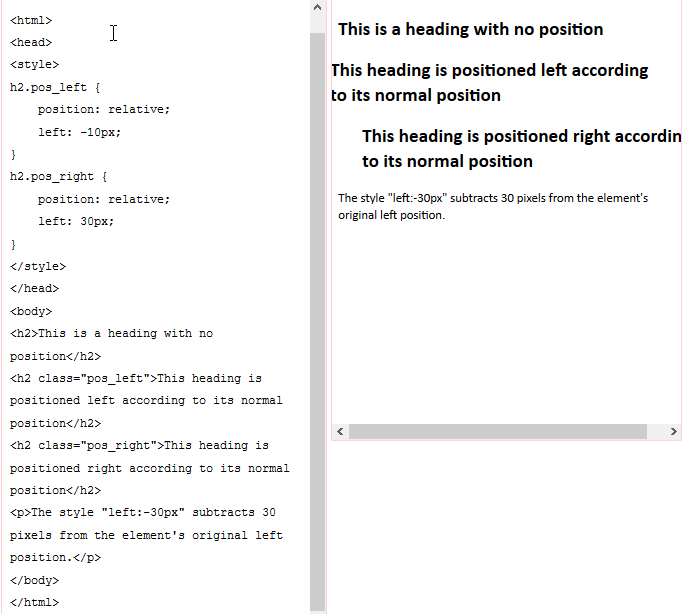 <html>
<head>
<style>
h2.pos_left {
    position: relative;
    left: -10px;
}
h2.pos_right {
    position: relative;
    left: 30px;
}
</style>
</head>
<body>
<h2>This is a heading with no
position</h2>
<h2 class="pos_left">This heading is
positioned left according to its normal
position</h2>
<h2 class="pos_right">This heading is
positioned right according to its normal
position</h2>
<p>The style "left:-30px" subtracts 30
pixels from the element's original left
position.</p>
</body>
</html>
This is a heading with no position
This heading is positioned left according
to its normal position
This heading is positioned right accordin
to its normal position
The style "left:-30px" subtracts 30 pixels from the element's
original left position.